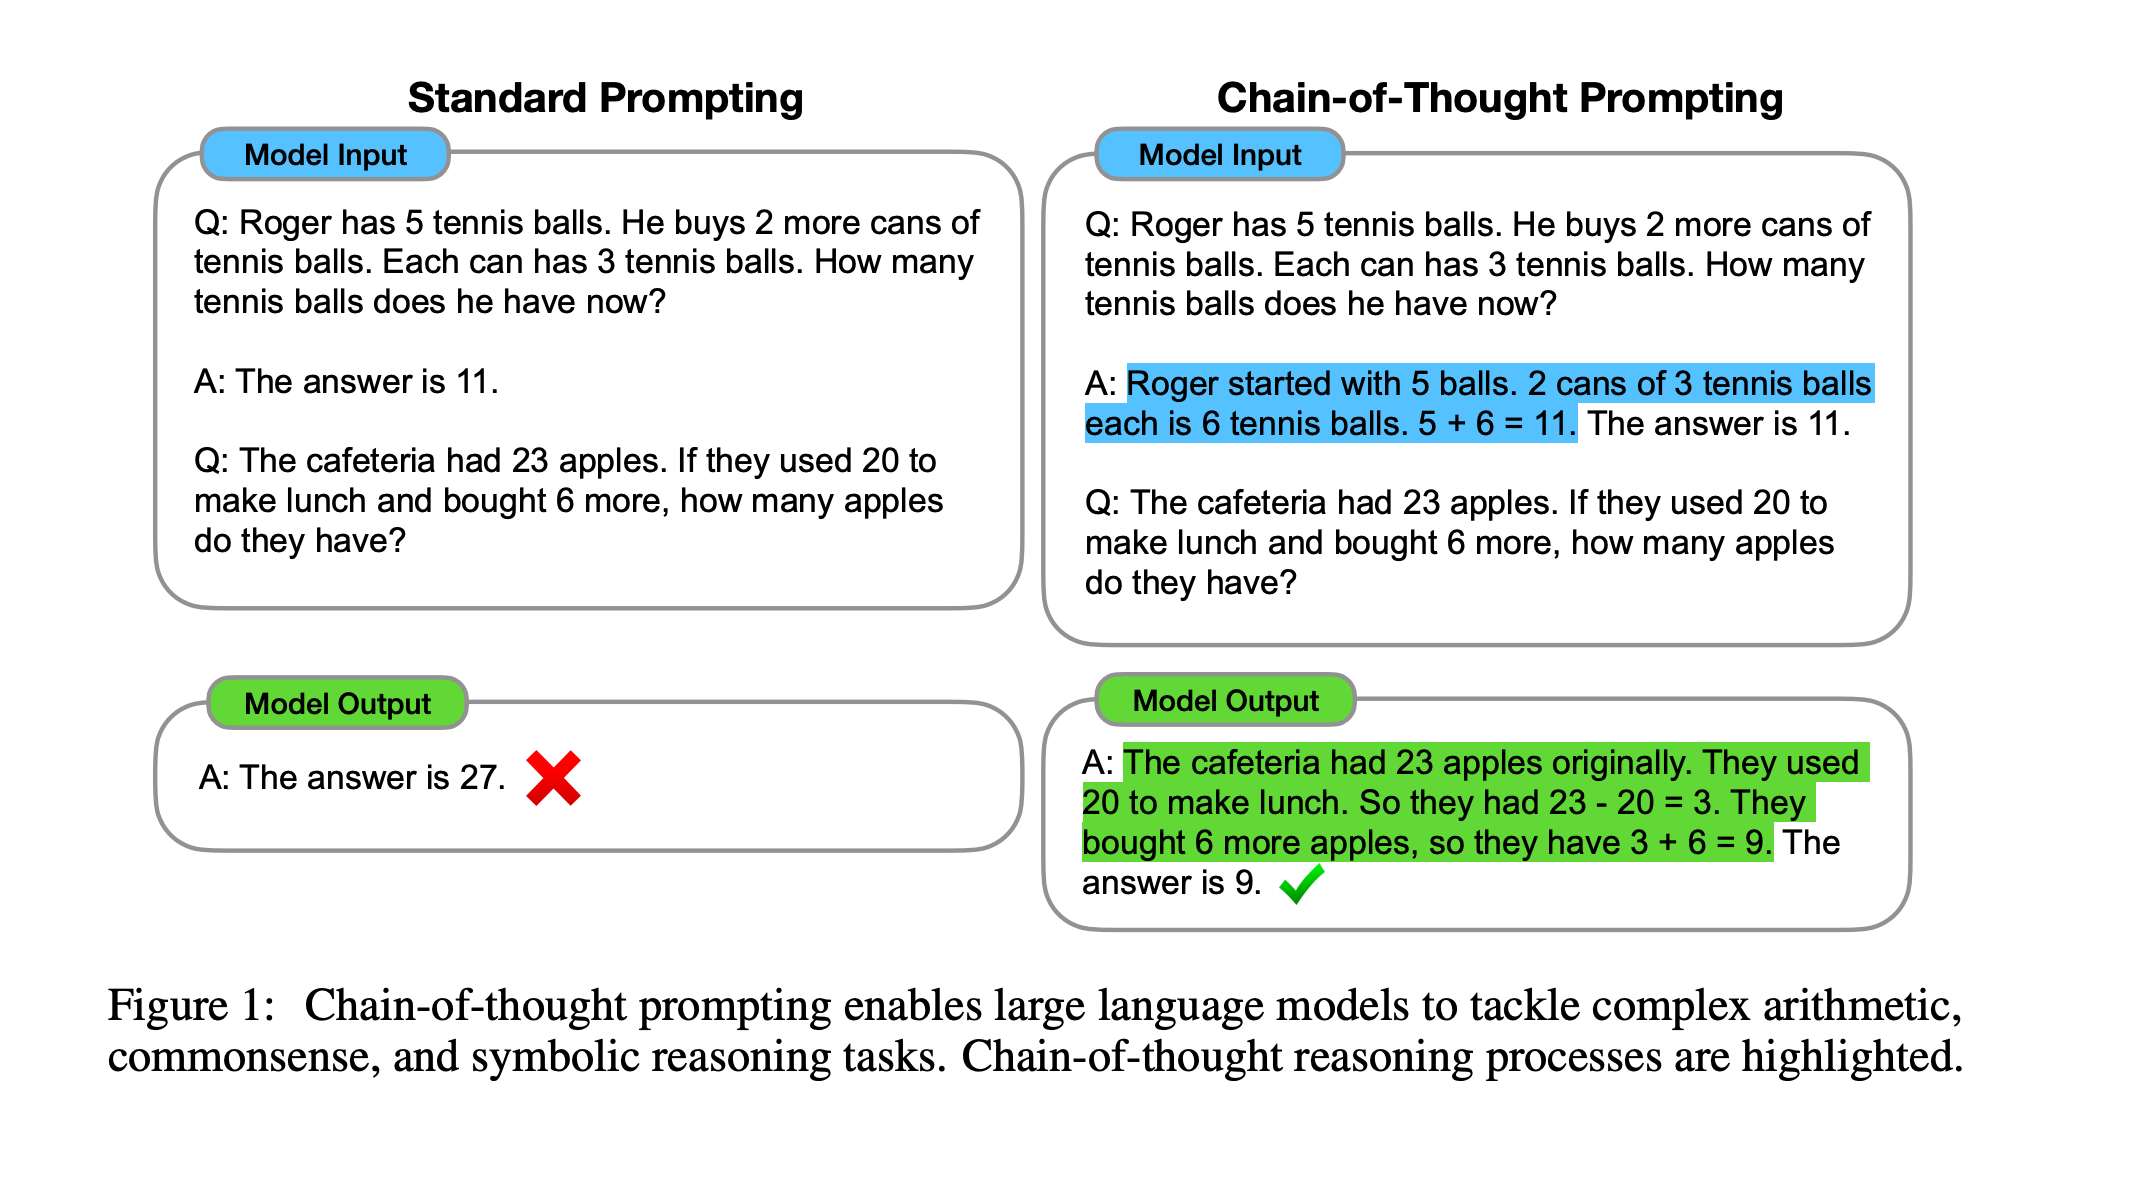 Standard Prompting
Model Input
Q: Roger has 5 tennis balls. He buys 2 more cans of
tennis balls. Each can has 3 tennis balls. How many
tennis balls does he have now?
A: The answer is 11.
Q: The cafeteria had 23 apples. If they used 20 to
make lunch and bought 6 more, how many apples
do they have?
Model Output
A: The answer is 27.
Chain-of-Thought Prompting
Model Input
Q: Roger has 5 tennis balls. He buys 2 more cans of
tennis balls. Each can has 3 tennis balls. How many
tennis balls does he have now?
A: Roger started with 5 balls. 2 cans of 3 tennis balls
each is 6 tennis balls. 5 + 6 = 11. The answer is 11.
Q: The cafeteria had 23 apples. If they used 20 to
make lunch and bought 6 more, how many apples
do they have?
Model Output
A: The cafeteria had 23 apples originally. They used
20 to make lunch. So they had 23 - 20 = 3. They
bought 6 more apples, so they have 3 + 6 = 9. The
answer is 9.
Figure 1: Chain-of-thought prompting enables large language models to tackle complex arithmetic,
commonsense, and symbolic reasoning tasks. Chain-of-thought reasoning processes are highlighted.